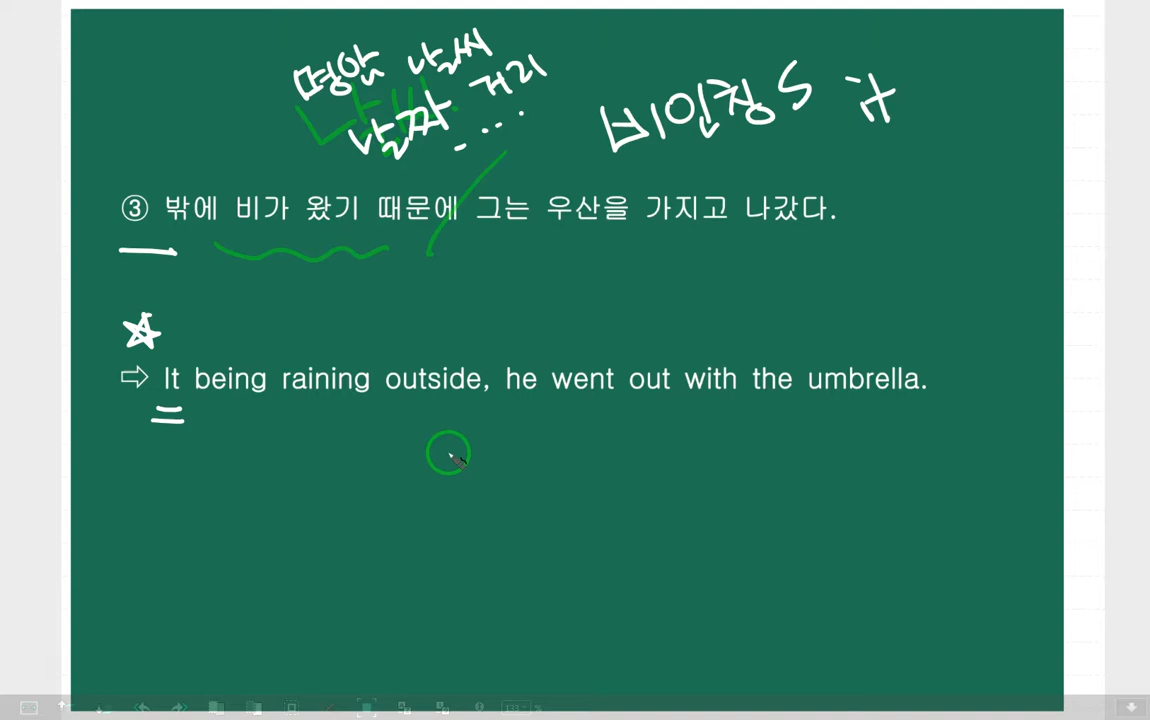 명암 날씨
날짜 거리
비인칭S it
③ 밖에 비가 왔기 때문에 그는 우산을 가지고 나갔다.
⇨ It being raining outside, he went out with the umbrella.
133 %